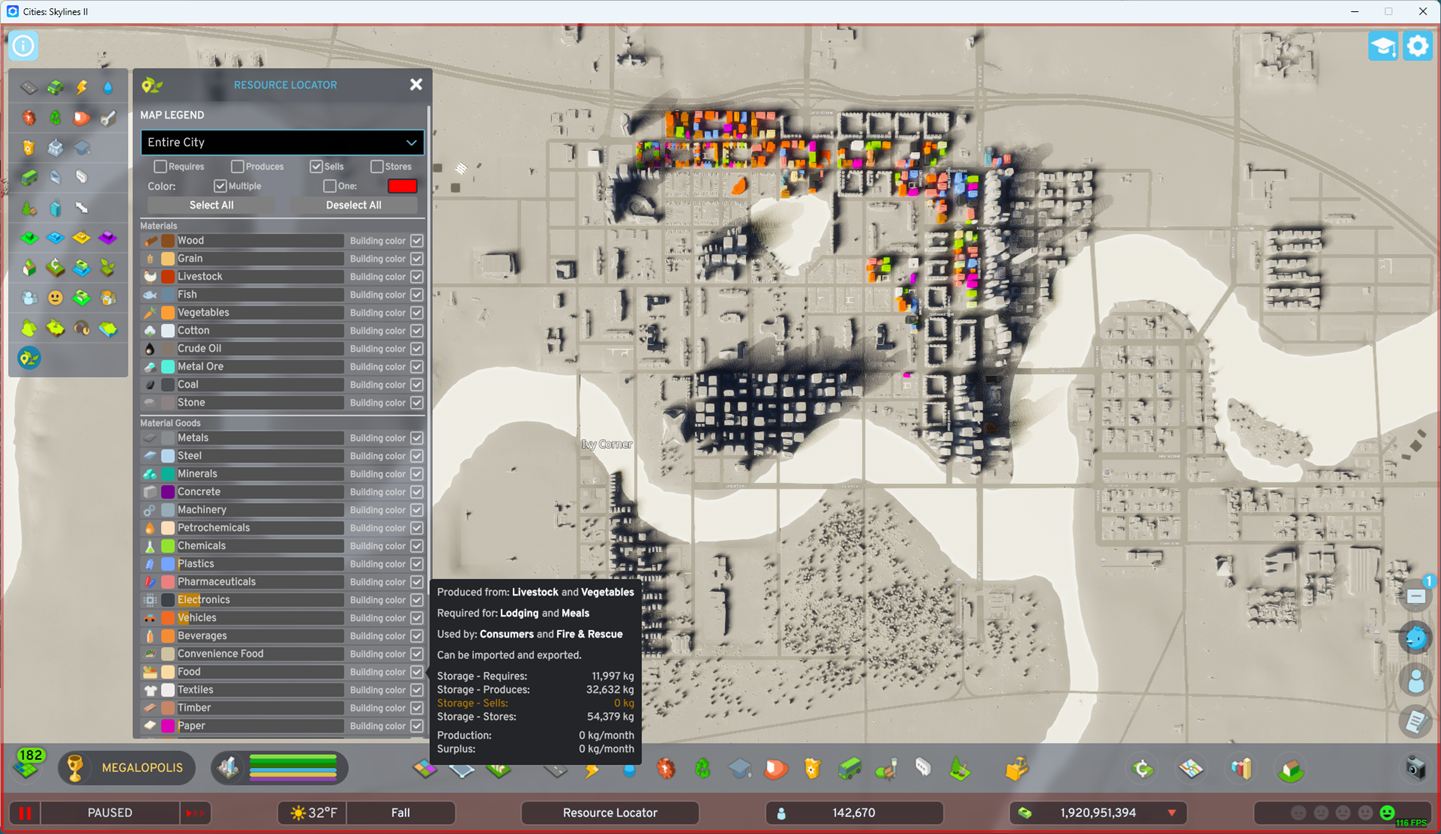 Cities: Skylines II
RESOURCE LOCATOR
MAP LEGEND
Entire City
Requires Produces Sells Stores
Color: Multiple One:
Select All Deselect All
Materials
Wood Building color
Grain Building color
Livestock Building color
Fish Building color
Vegetables Building color
Cotton Building color
Crude Oil Building color
Metal Ore Building color
Coal Building color
Stone Building color
Material Goods
Metals Building color
Steel Building color
Minerals Building color
Concrete Building color
Machinery Building color
Petrochemicals Building color
Chemicals Building color
Plastics Building color
Pharmaceuticals Building color
Electronics Building color
Vehicles Building color
Beverages Building color
Convenience Food Building color
Food Building color
Textiles Building color
Timber Building color
Paper Building color
Ivy Corner
Produced from: Livestock and Vegetables
Required for: Lodging and Meals
Used by: Consumers and Fire & Rescue
Can be imported and exported.
Storage - Requires: 11,997 kg
Storage - Produces: 32,632 kg
Storage - Sells: 0 kg
Storage - Stores: 54,379 kg
Production: 0 kg/month
Surplus: 0 kg/month
1
182
MEGALOPOLIS
PAUSED
32°F
Fall
Resource Locator
142,670
1,920,951,394
116 FPS